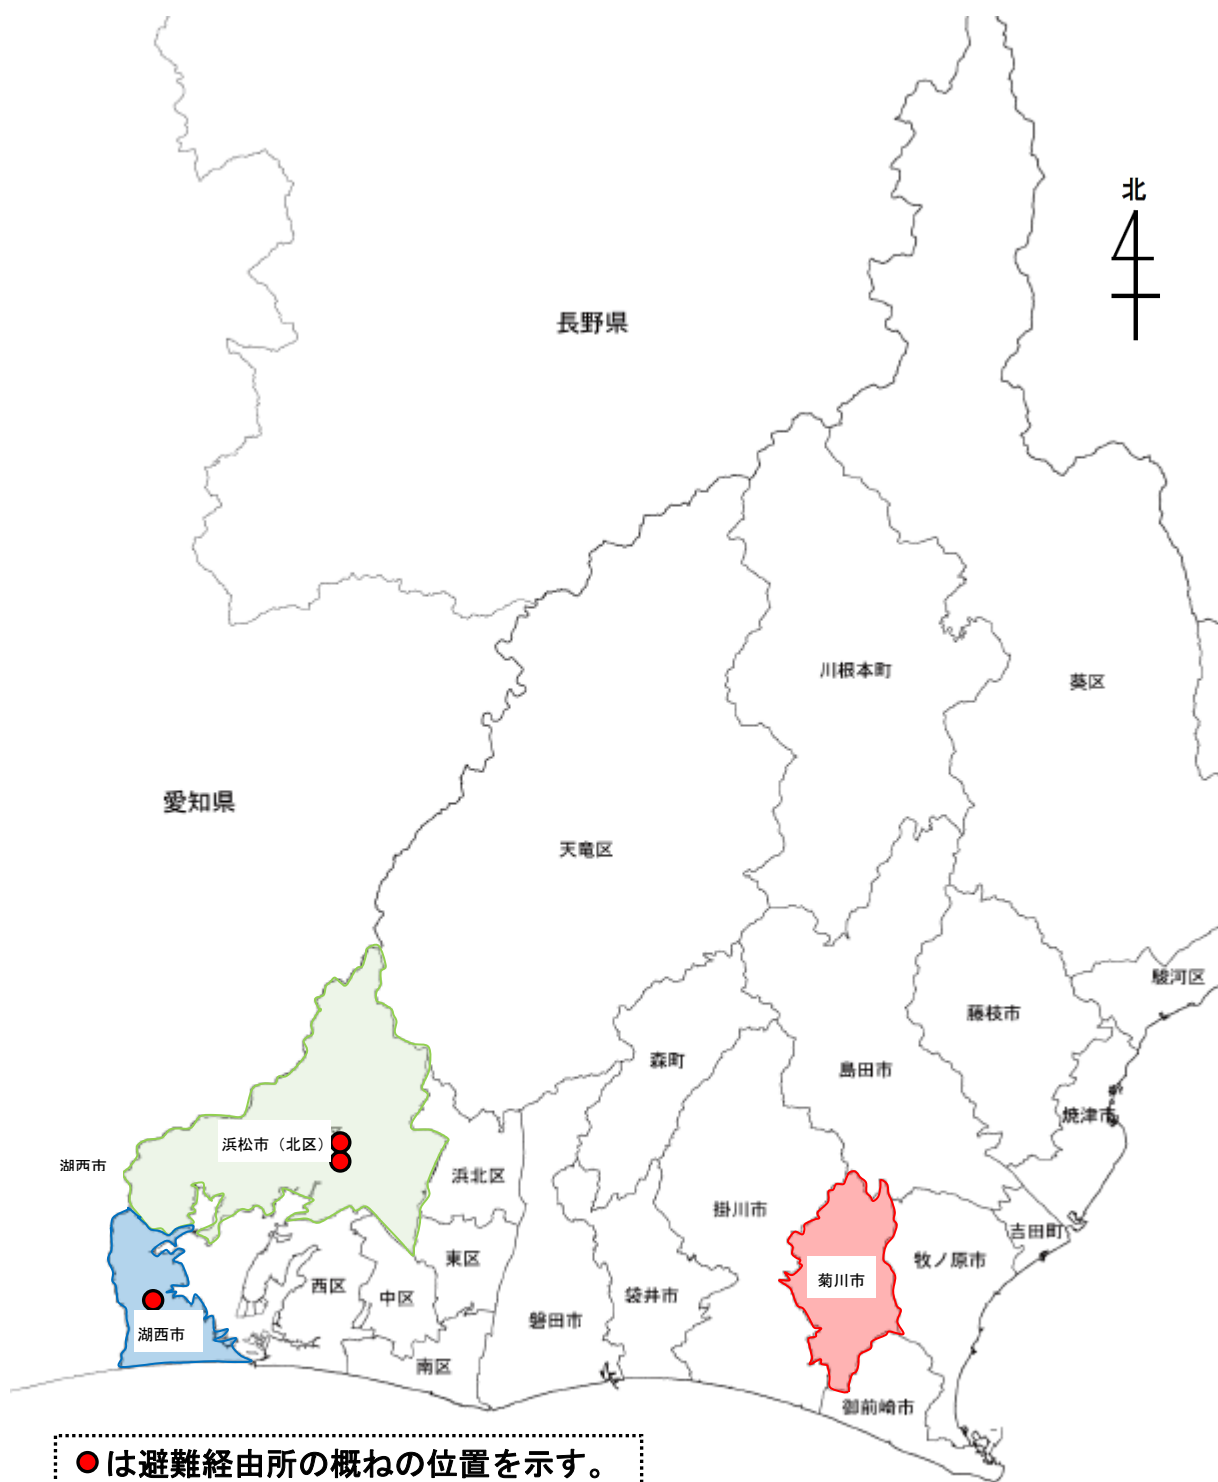 北
長野県
川根本町
葵区
愛知県
天竜区
駿河区
藤枝市
森町
島田市
焼津市
浜松市（北区）
湖西市
浜北区
掛川市
吉田町
東区
牧ノ原市
西区
中区
菊川市
袋井市
磐田市
湖西市
南区
御前崎市
は避難経由所の概ねの位置を示す。